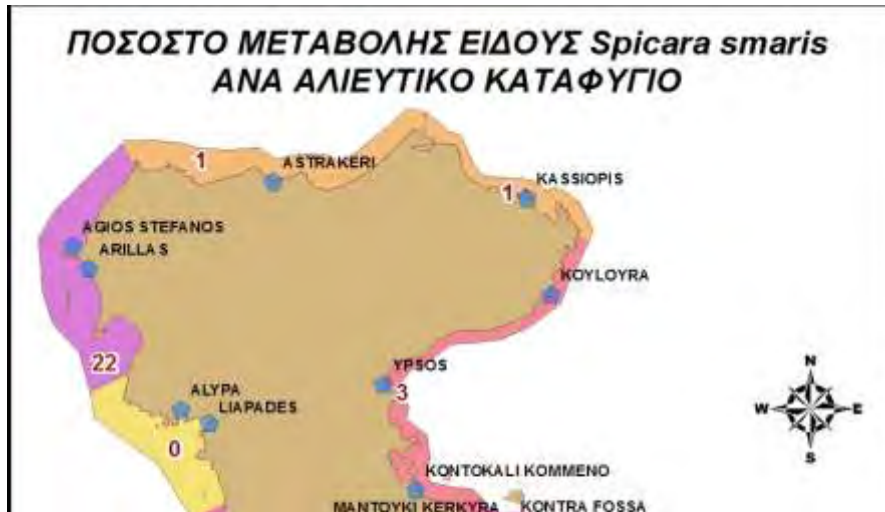 ΠΟΣΟΣΤΟ ΜΕΤΑΒΟΛΗΣ ΕΙΔΟΥΣ Spicara smaris
ΑΝΑ ΑΛΙΕΥΤΙΚΟ ΚΑΤΑΦΥΓΙΟ
1
ASTRAKERI
1
KASSIOPIS
AGIOS STEFANOS
ARILLAS
KOYLOYRA
22
YPSOS
3
ALYPA
LIAPADES
0
N
W
E
S
KONTOKALI KOMMENO
MANTOYKI KERKYRA
KONTRA FOSSA